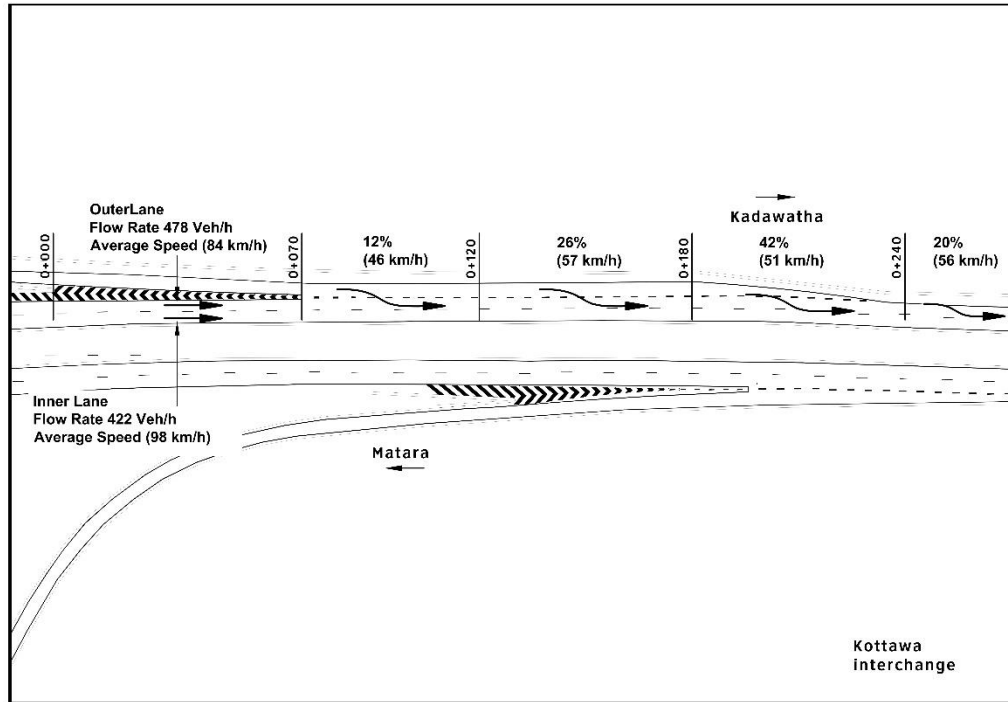 OuterLane
Flow Rate 478 Veh/h
Average Speed (84 km/h)
Kadawatha
0+000
0+070
12%
(46 km/h)
0+120
26%
(57 km/h)
0+180
42%
(51 km/h)
0+240
20%
(56 km/h)
Inner Lane
Flow Rate 422 Veh/h
Average Speed (98 km/h)
Matara
Kottawa
interchange